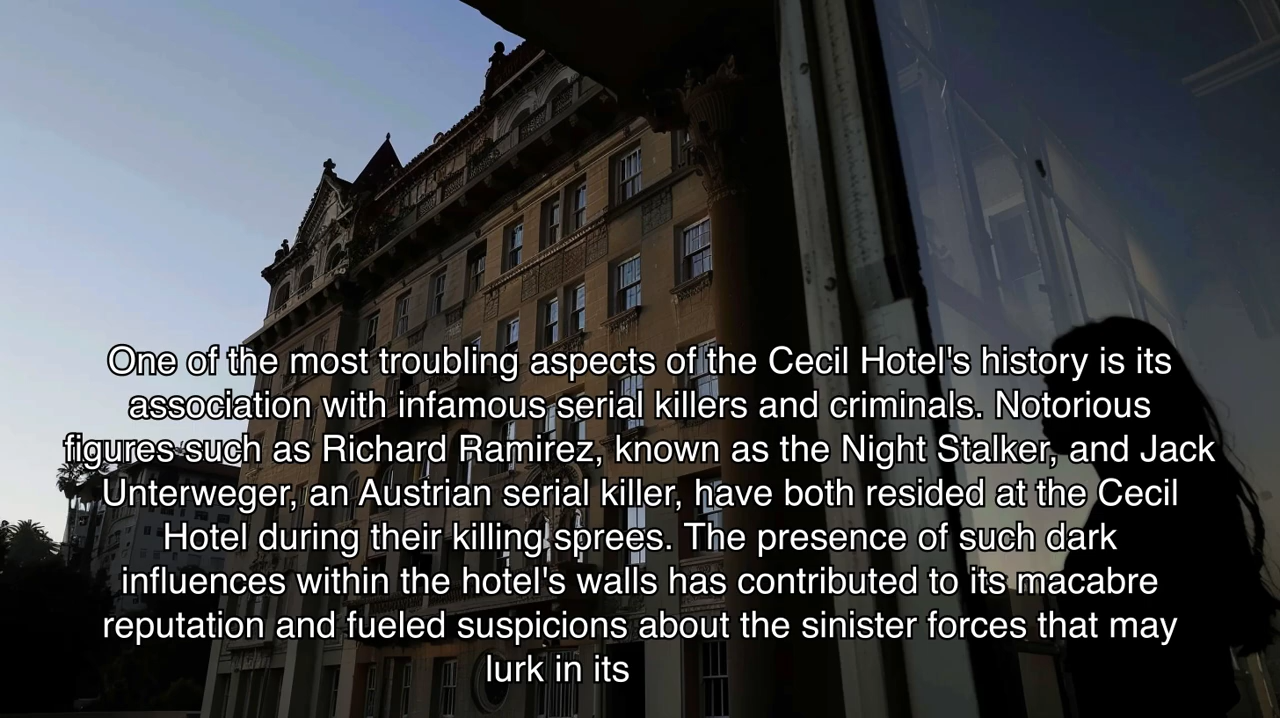 One of the most troubling aspects of the Cecil Hotel's history is its
association with infamous serial killers and criminals. Notorious
figures such as Richard Ramirez, known as the Night Stalker, and Jack
Unterweger, an Austrian serial killer, have both resided at the Cecil
Hotel during their killing sprees. The presence of such dark
influences within the hotel's walls has contributed to its macabre
reputation and fueled suspicions about the sinister forces that may
lurk in its